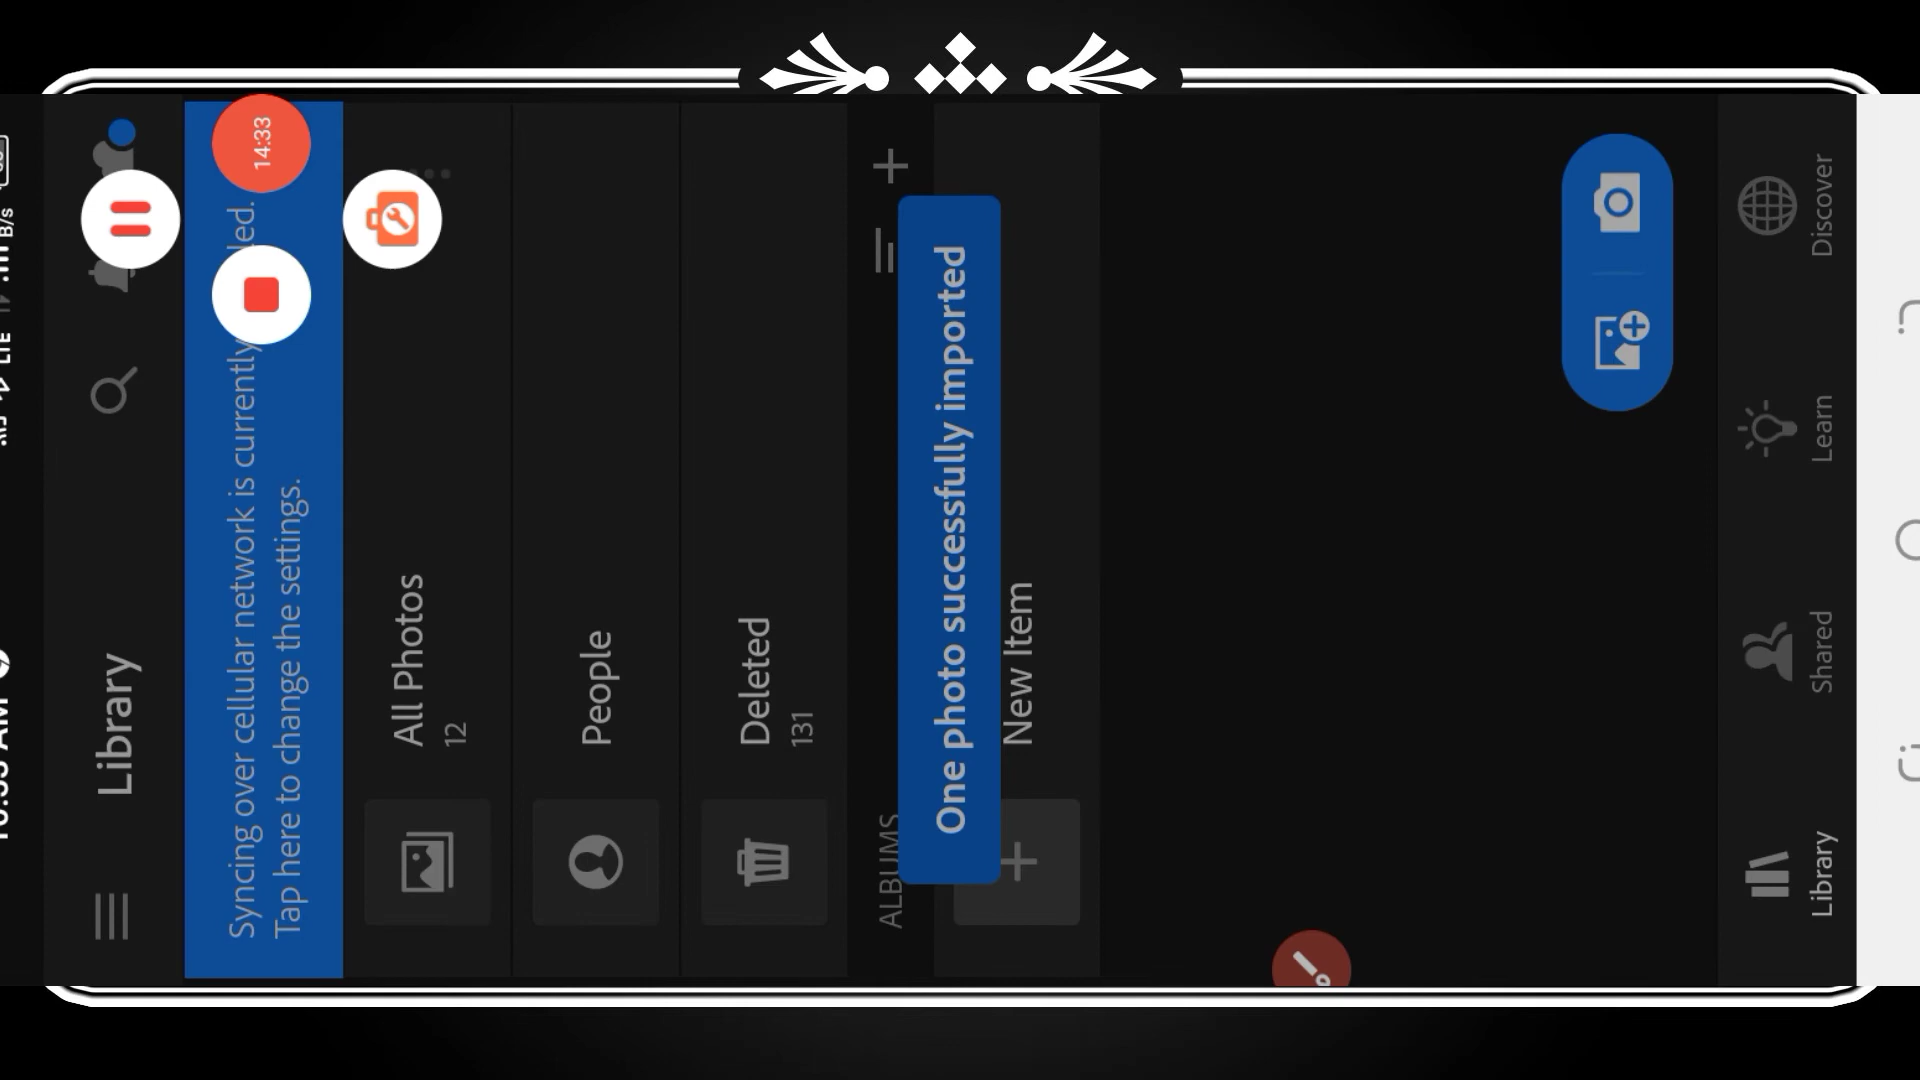 LTE
B/s
Library
14:33
Syncing over cellular network is currently
Tap here to change the settings.
All Photos
12
People
Deleted
131
ALBUMS
One photo successfully imported
New Item
Library
Shared
Learn
Discover